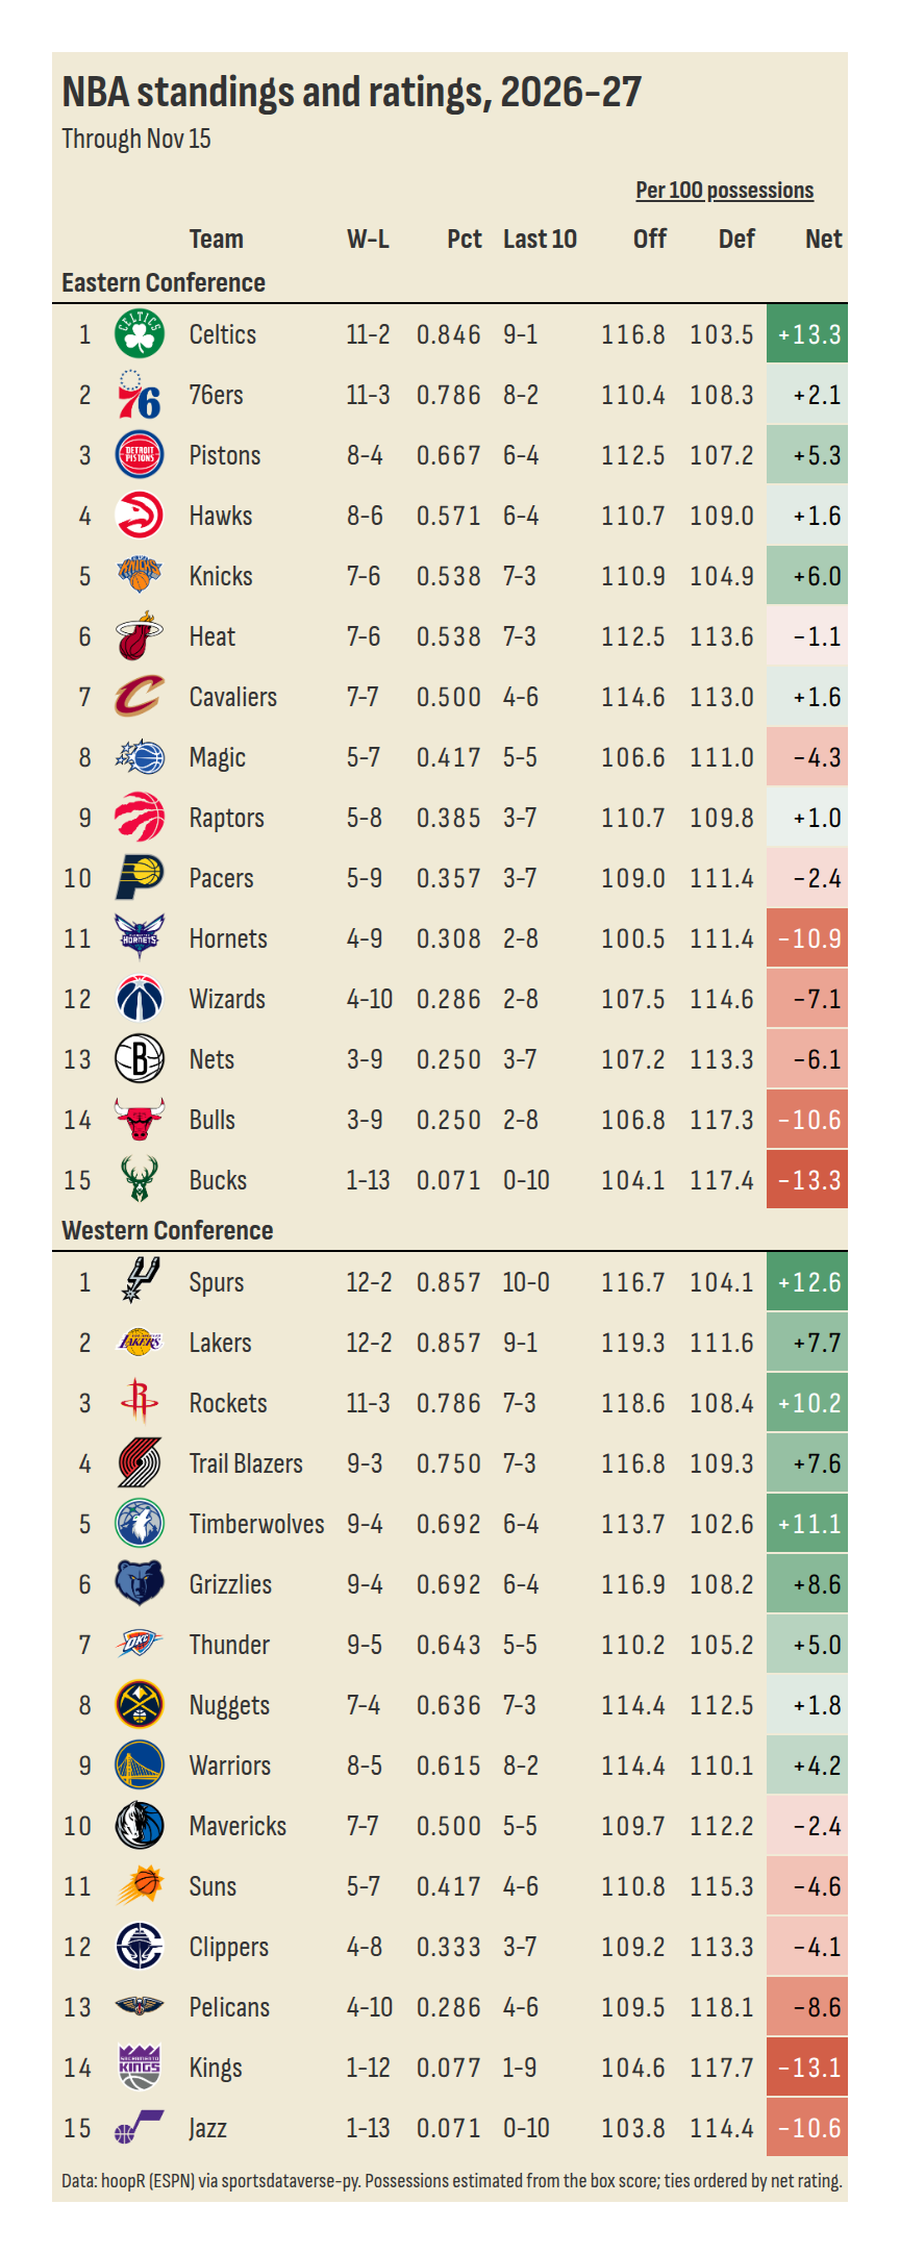 NBA standings and ratings, 2026-27
Through Nov 15
Per 100 possessions
Team W-L Pct Last 10 Off Def Net
Eastern Conference
1 CELTICS Celtics 11-2 0.846 9-1 116.8 103.5 +13.3
2 76 76ers 11-3 0.786 8-2 110.4 108.3 +2.1
3 DETROIT PISTONS Pistons 8-4 0.667 6-4 112.5 107.2 +5.3
4 Hawks 8-6 0.571 6-4 110.7 109.0 +1.6
5 KNICKS Knicks 7-6 0.538 7-3 110.9 104.9 +6.0
6 Heat 7-6 0.538 7-3 112.5 113.6 −1.1
7 C Cavaliers 7-7 0.500 4-6 114.6 113.0 +1.6
8 Magic 5-7 0.417 5-5 106.6 111.0 −4.3
9 Raptors 5-8 0.385 3-7 110.7 109.8 +1.0
10 P Pacers 5-9 0.357 3-7 109.0 111.4 −2.4
11 HORNETS Hornets 4-9 0.308 2-8 100.5 111.4 −10.9
12 Wizards 4-10 0.286 2-8 107.5 114.6 −7.1
13 B Nets 3-9 0.250 3-7 107.2 113.3 −6.1
14 Bulls 3-9 0.250 2-8 106.8 117.3 −10.6
15 Bucks 1-13 0.071 0-10 104.1 117.4 −13.3
Western Conference
1 Spurs 12-2 0.857 10-0 116.7 104.1 +12.6
2 LAKERS Lakers 12-2 0.857 9-1 119.3 111.6 +7.7
3 R Rockets 11-3 0.786 7-3 118.6 108.4 +10.2
4 Trail Blazers 9-3 0.750 7-3 116.8 109.3 +7.6
5 Timberwolves 9-4 0.692 6-4 113.7 102.6 +11.1
6 Grizzlies 9-4 0.692 6-4 116.9 108.2 +8.6
7 OKC Thunder 9-5 0.643 5-5 110.2 105.2 +5.0
8 Nuggets 7-4 0.636 7-3 114.4 112.5 +1.8
9 Warriors 8-5 0.615 8-2 114.4 110.1 +4.2
10 Mavericks 7-7 0.500 5-5 109.7 112.2 −2.4
11 Suns 5-7 0.417 4-6 110.8 115.3 −4.6
12 C Clippers 4-8 0.333 3-7 109.2 113.3 −4.1
13 Pelicans 4-10 0.286 4-6 109.5 118.1 −8.6
14 SACRAMENTO KINGS Kings 1-12 0.077 1-9 104.6 117.7 −13.1
15 Jazz 1-13 0.071 0-10 103.8 114.4 −10.6
Data: hoopR (ESPN) via sportsdataverse-py. Possessions estimated from the box score; ties ordered by net rating.